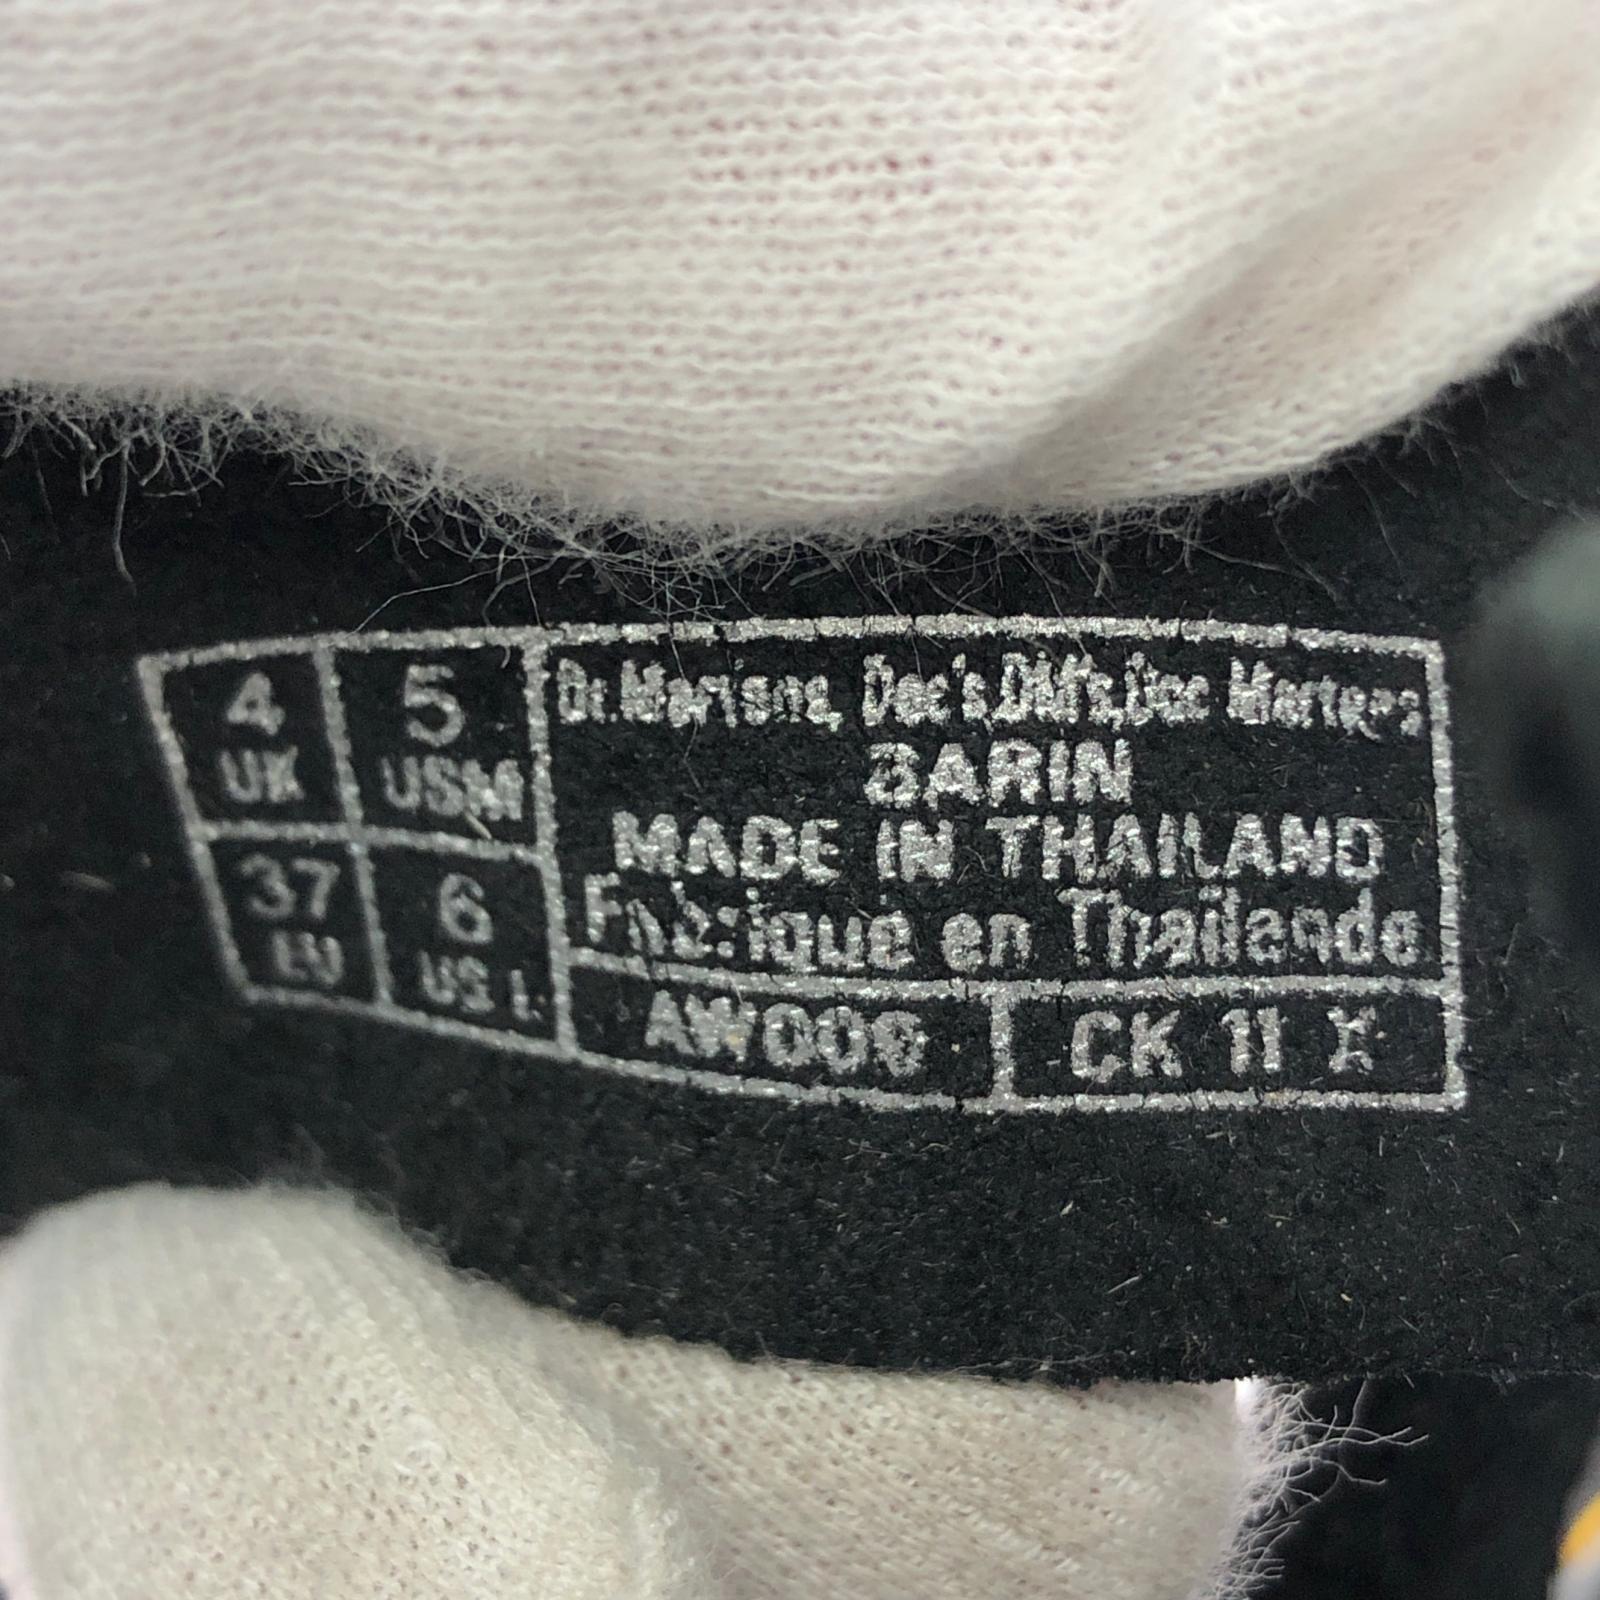 4 UK
5 USM
37 EU
6 US L
Dr. Martens, Doc's, DM's, Doc Martens
BARIN
MADE IN THAILAND
Fabrique en Thailande
AW006
CK 11 X